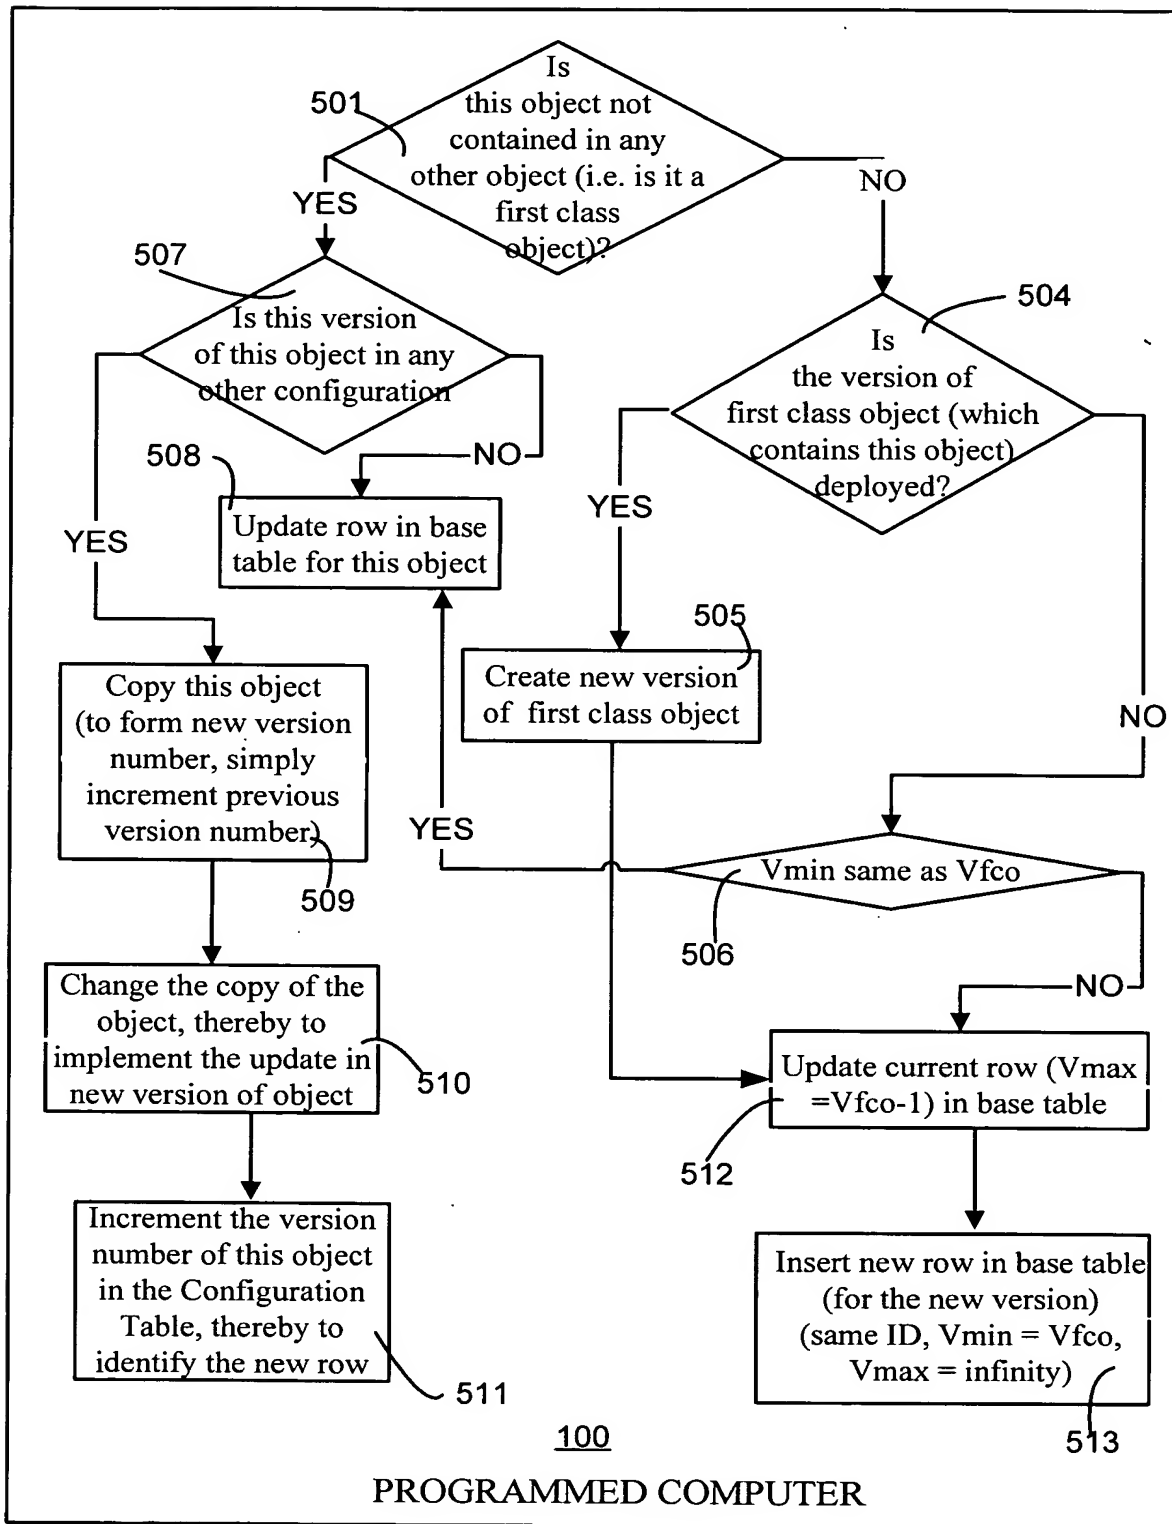 Is
this object not
contained in any
other object (i.e. is it a
first class
object)?
501
YES
NO
507
Is this version
of this object in any
other configuration
504
Is
the version of
first class object (which
contains this object)
deployed?
508
NO
YES
YES
Update row in base
table for this object
505
Create new version
of first class object
NO
Copy this object
(to form new version
number, simply
increment previous
version number)
509
YES
Vmin same as Vfco
506
NO
Change the copy of the
object, thereby to
implement the update in
new version of object
510
Update current row (Vmax
=Vfco-1) in base table
512
Increment the version
number of this object
in the Configuration
Table, thereby to
identify the new row
511
Insert new row in base table
(for the new version)
(same ID, Vmin = Vfco,
Vmax = infinity)
513
100
PROGRAMMED COMPUTER